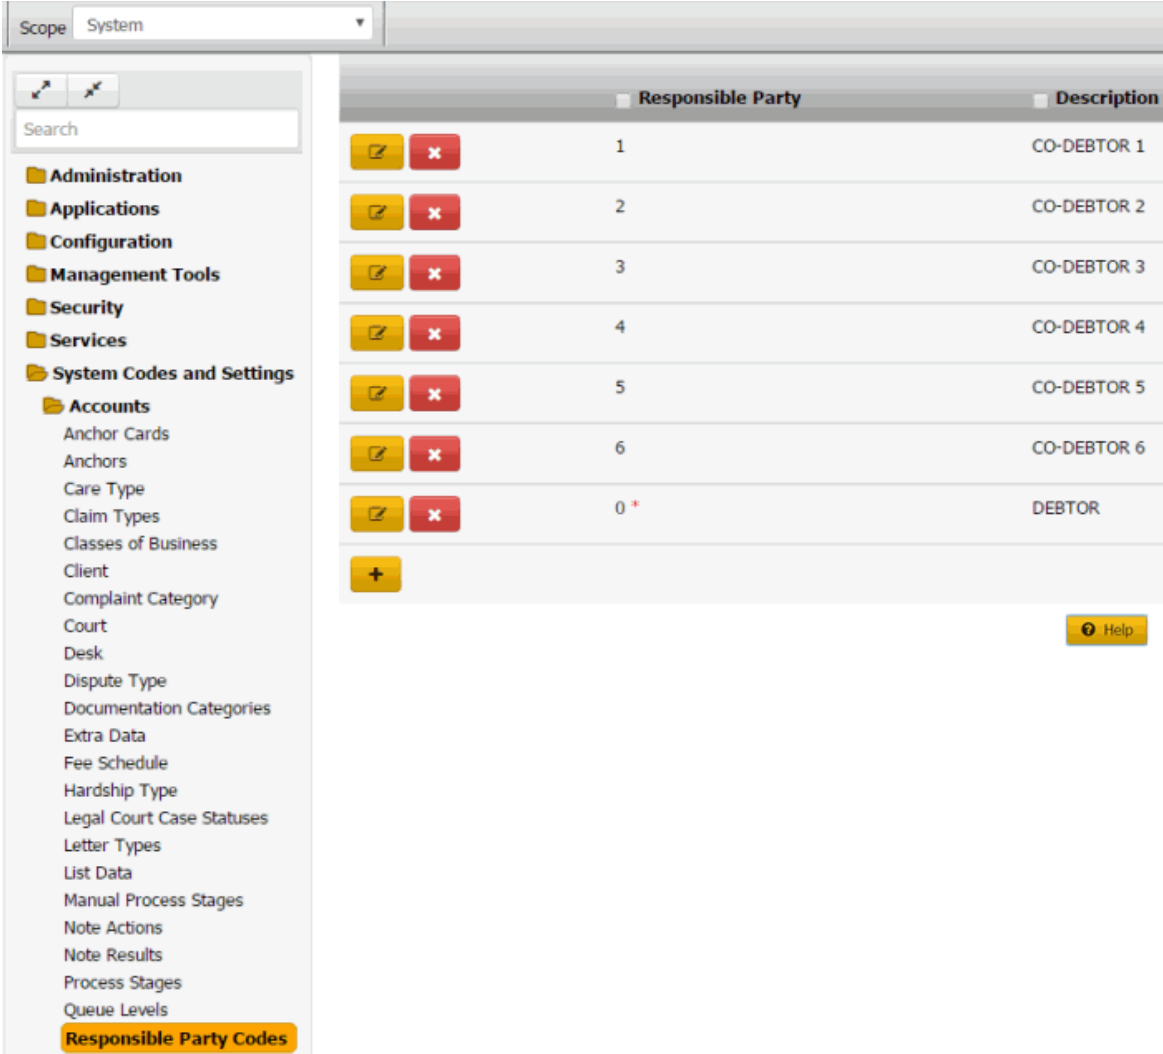 Scope System
Search
Administration
Applications
Configuration
Management Tools
Security
Services
System Codes and Settings
Accounts
Anchor Cards
Anchors
Care Type
Claim Types
Classes of Business
Client
Complaint Category
Court
Desk
Dispute Type
Documentation Categories
Extra Data
Fee Schedule
Hardship Type
Legal Court Case Statuses
Letter Types
List Data
Manual Process Stages
Note Actions
Note Results
Process Stages
Queue Levels
Responsible Party Codes
Responsible Party Description
1 CO-DEBTOR 1
2 CO-DEBTOR 2
3 CO-DEBTOR 3
4 CO-DEBTOR 4
5 CO-DEBTOR 5
6 CO-DEBTOR 6
0 * DEBTOR
Help